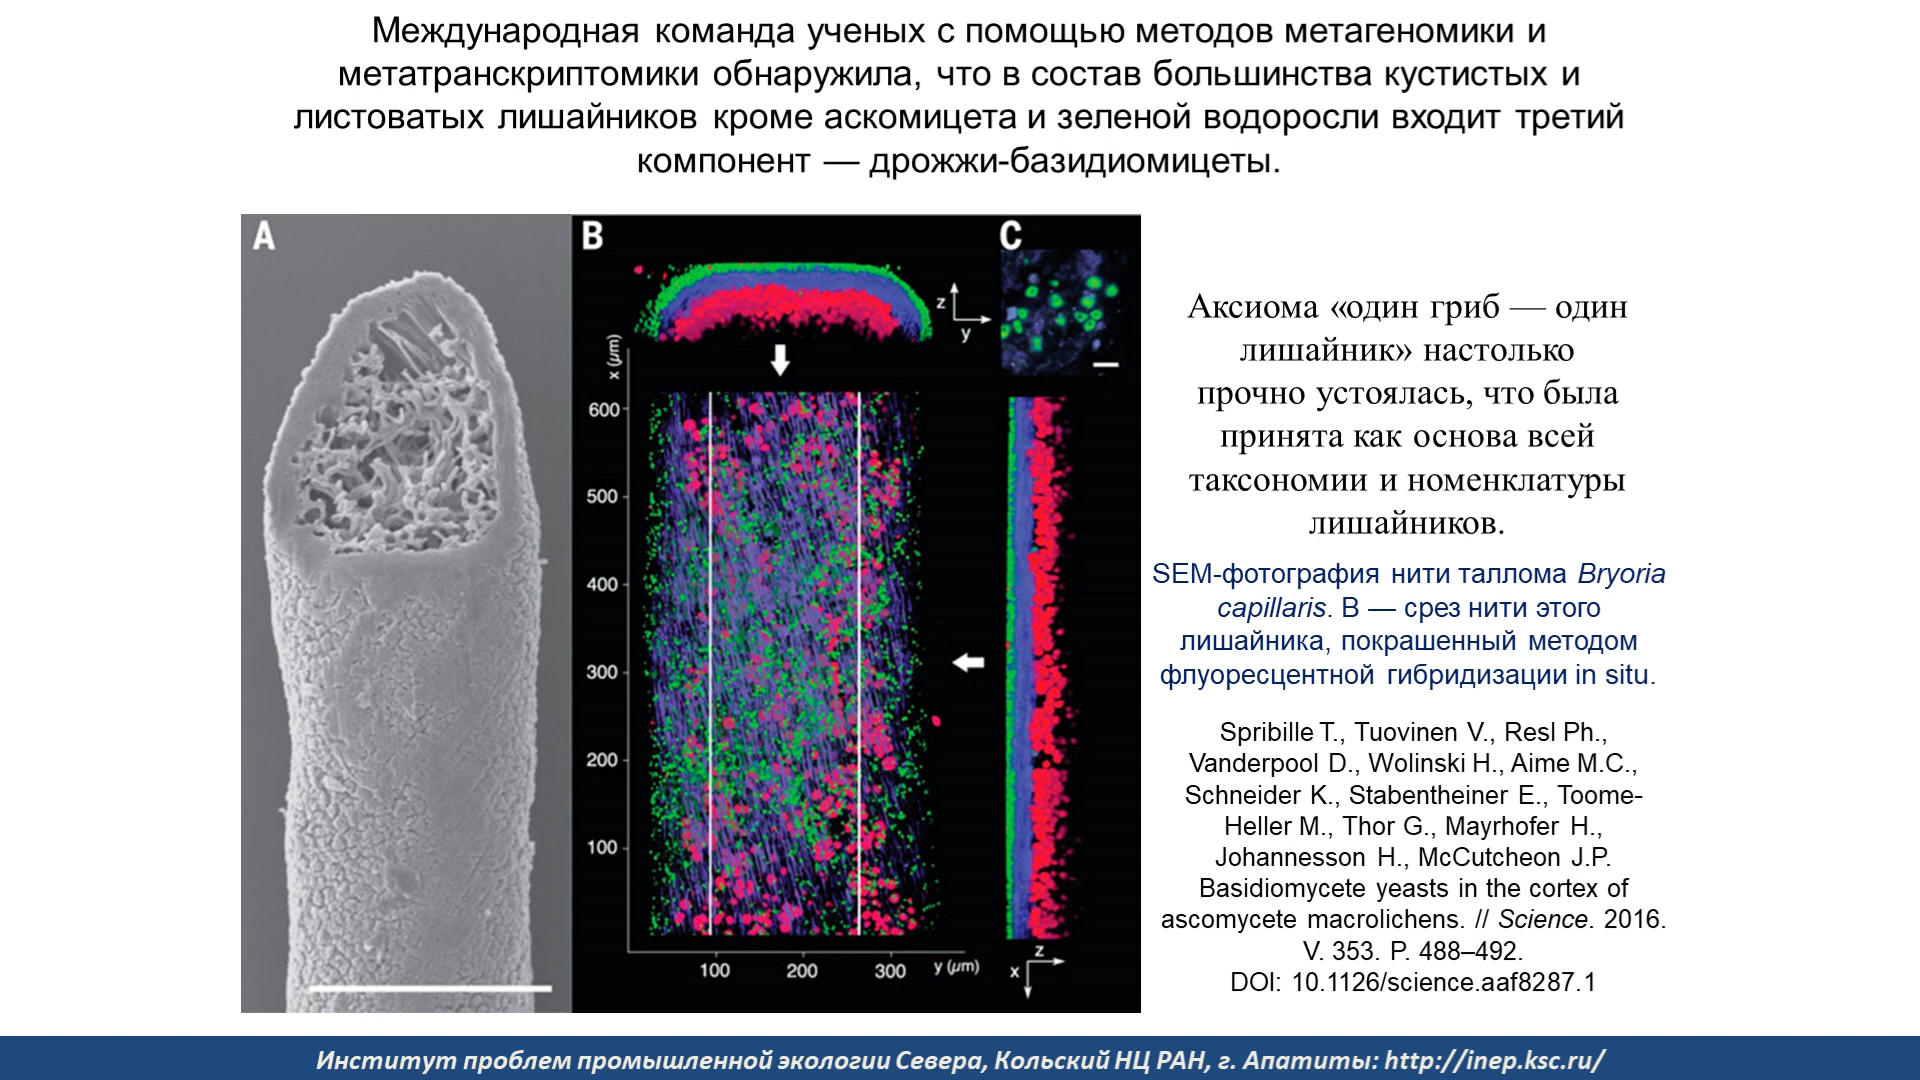 Международная команда ученых с помощью методов метагеномики и
метатранскриптомики обнаружила, что в состав большинства кустистых и
листоватых лишайников кроме аскомицета и зеленой водоросли входит третий
компонент — дрожжи-базидиомицеты.
A
B
C
z
y
x (µm)
600
500
400
300
200
100
100
200
300
y (µm)
z
x
Аксиома «один гриб — один
лишайник» настолько
прочно устоялась, что была
принята как основа всей
таксономии и номенклатуры
лишайников.
SEM-фотография нити таллома Bryoria
capillaris. B — срез нити этого
лишайника, покрашенный методом
флуоресцентной гибридизации in situ.
Spribille T., Tuovinen V., Resl Ph.,
Vanderpool D., Wolinski H., Aime M.C.,
Schneider K., Stabentheiner E., Toome-
Heller M., Thor G., Mayrhofer H.,
Johannesson H., McCutcheon J.P.
Basidiomycete yeasts in the cortex of
ascomycete macrolichens. // Science. 2016.
V. 353. P. 488–492.
DOI: 10.1126/science.aaf8287.1
Институт проблем промышленной экологии Севера, Кольский НЦ РАН, г. Апатиты: http://inep.ksc.ru/